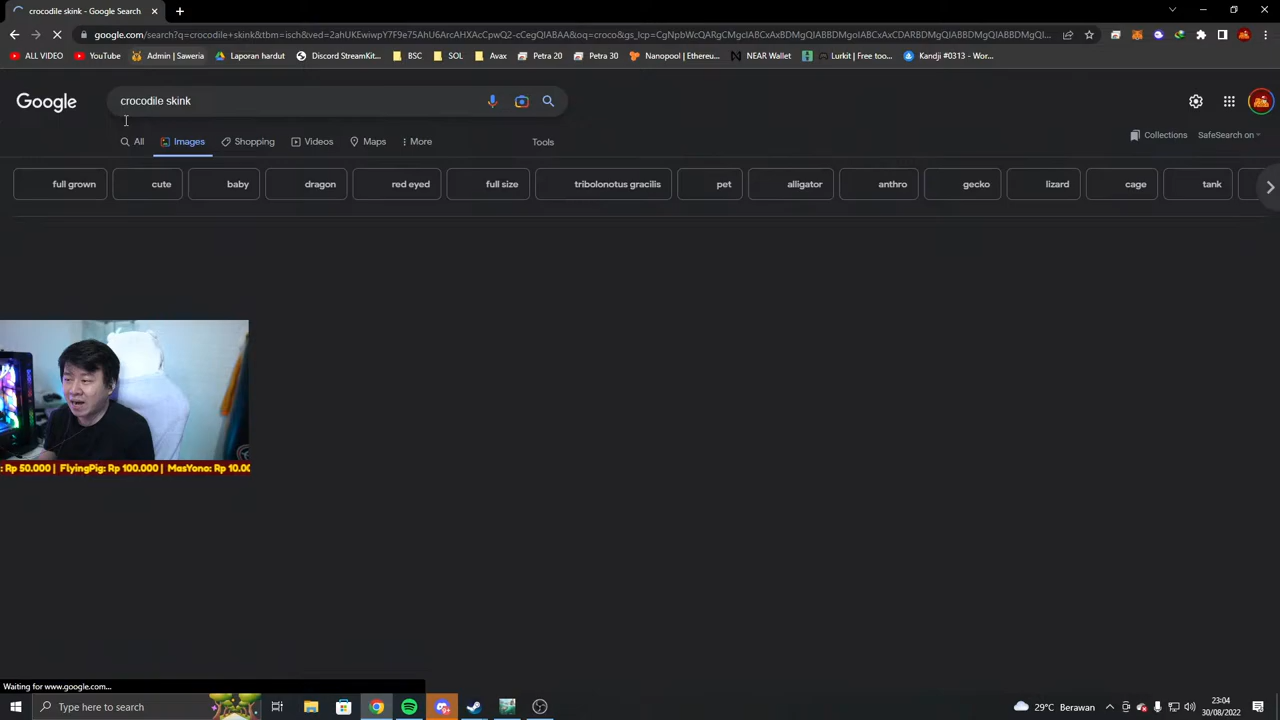 crocodile skink - Google Search
google.com/search?q=crocodile+skink&tbm=isch&ved=2ahUKEwiwpY7F9e75AhU6ArcAHXAcCpwQ2-cCegQIABAA&oq=croco&gs_lcp=CgNpbWcQARgCMgcIABCxAxBDMgQIABBDMgQIABBDMgcIABCxAxCDARBDMgQIABBDMgQIABBDMgQIABBDMgQIABBDMgQI...
ALL VIDEO YouTube Admin | Saweria Laporan hardut Discord StreamKit... BSC SOL Avax Petra 20 Petra 30 Nanopool | Ethereu... NEAR Wallet Lurkit | Free too... Kandji #0313 - Wor...
Google crocodile skink
Collections SafeSearch on
All Images Shopping Videos Maps More Tools
full grown cute baby dragon red eyed full size tribolonotus gracilis pet alligator anthro gecko lizard cage tank
: Rp 50.000 | FlyingPig: Rp 100.000 | MasYono: Rp 10.00
Waiting for www.google.com...
Type here to search 29°C Berawan 23:04
30/08/2022